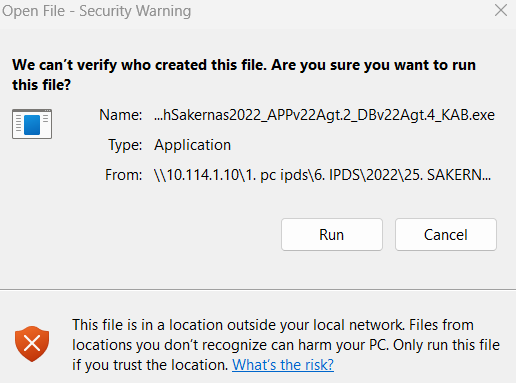 Open File - Security Warning
We can't verify who created this file. Are you sure you want to run
this file?
Name: ...hSakernas2022_APPv22Agt.2_DBv22Agt.4_KAB.exe
Type: Application
From: \\10.114.1.10\1. pc ipds\6. IPDS\2022\25. SAKERN...
Run Cancel
This file is in a location outside your local network. Files from
locations you don't recognize can harm your PC. Only run this file
if you trust the location. What's the risk?